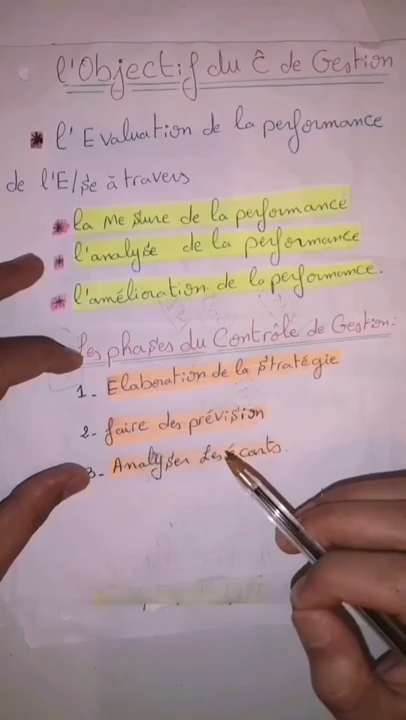 l'Objectif du Ĉ de Gestion
* l'Evaluation de la performance
de l'E/se à travers
* la Mesure de la performance
* l'analyse de la performance
* l'amélioration de la performance.
Les phases du Contrôle de Gestion:
1- Elaboration de la stratégie
2- faire des prévision
3- Analyser les écarts.